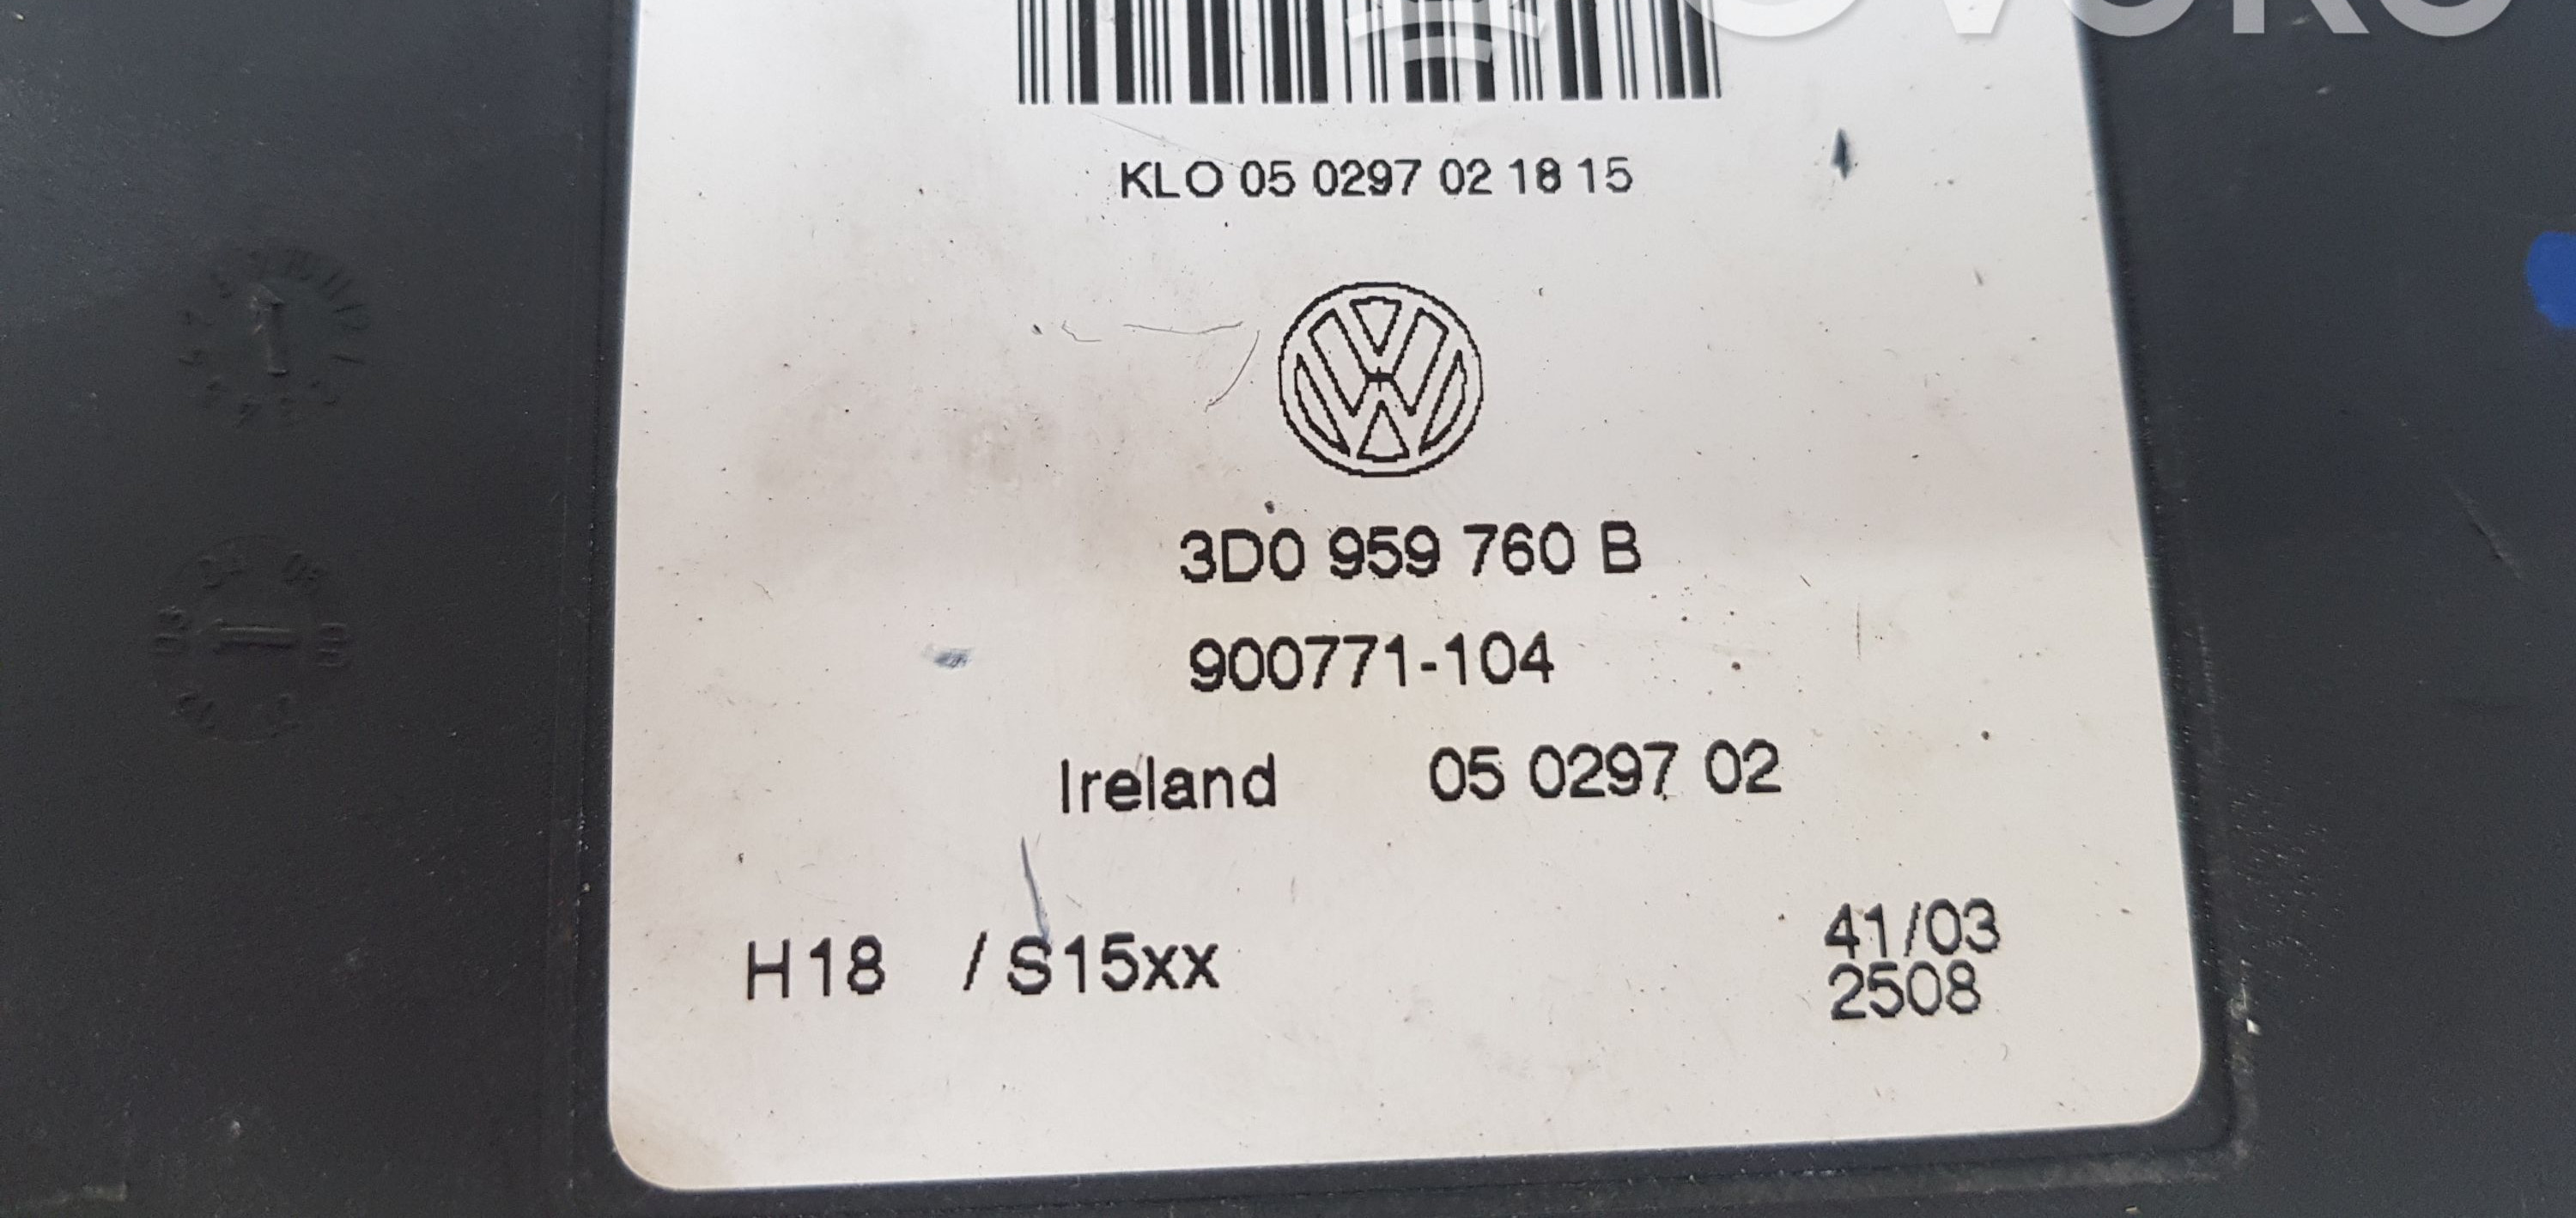 KLO 05 0297 02 18 15
3D0 959 760 B
900771-104
Ireland 05 0297 02
H18 / S15xx
41/03
2508